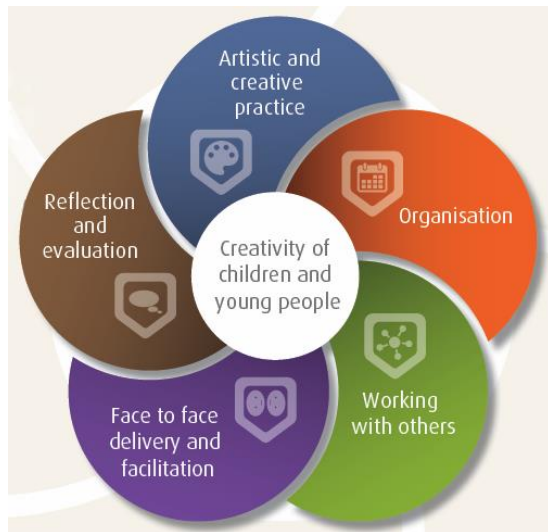 Artistic and
creative
practice
Organisation
Working
with others
Face to face
delivery and
facilitation
Reflection
and
evaluation
Creativity of
children and
young people